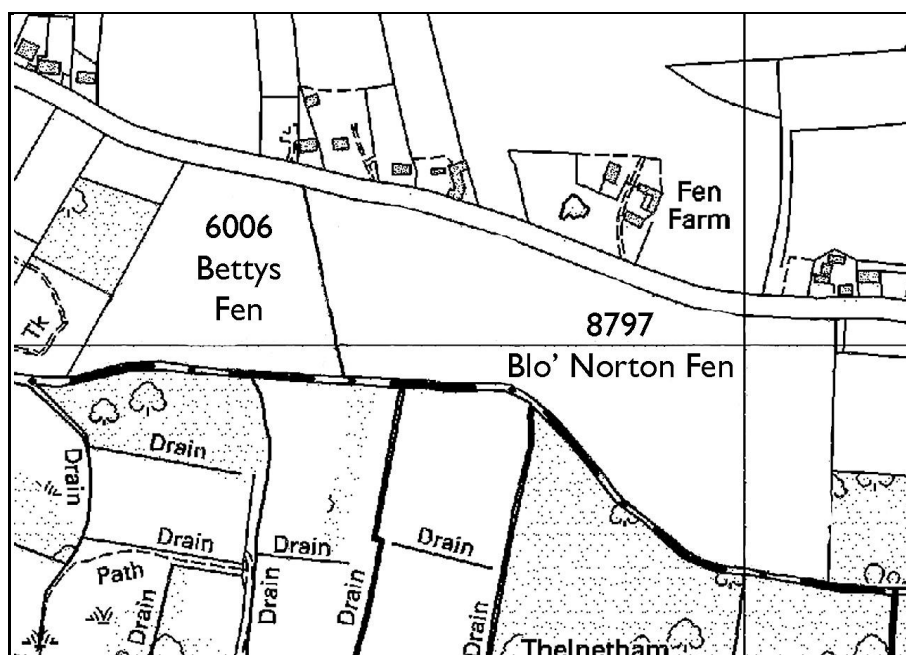 6006
Bettys
Fen
Fen
Farm
8797
Blo' Norton Fen
Tk
Drain
Drain
Drain
Drain
Drain
Path
Drain
Drain
Drain
Drain
Drain
Thelnetham